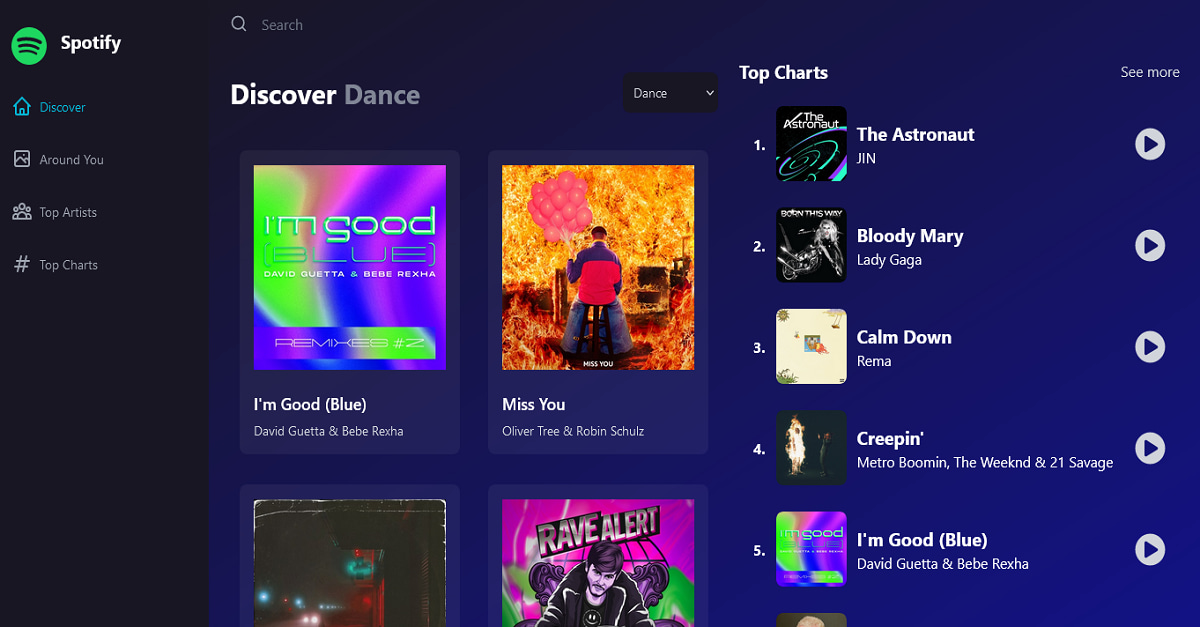 Spotify
Discover
Around You
Top Artists
Top Charts
Search
Discover Dance
Dance
I'm good
(BLUE)
DAVID GUETTA & BEBE REXHA
REMIXES #2
I'm Good (Blue)
David Guetta & Bebe Rexha
MISS YOU
Miss You
Oliver Tree & Robin Schulz
RAVE ALERT
Top Charts
See more
1.
The
Astronaut
The Astronaut
JIN
2.
BORN THIS WAY
Bloody Mary
Lady Gaga
3.
Calm Down
Rema
4.
Creepin'
Metro Boomin, The Weeknd & 21 Savage
5.
I'm good
(BLUE)
DAVID GUETTA & BEBE REXHA
REMIXES #2
I'm Good (Blue)
David Guetta & Bebe Rexha